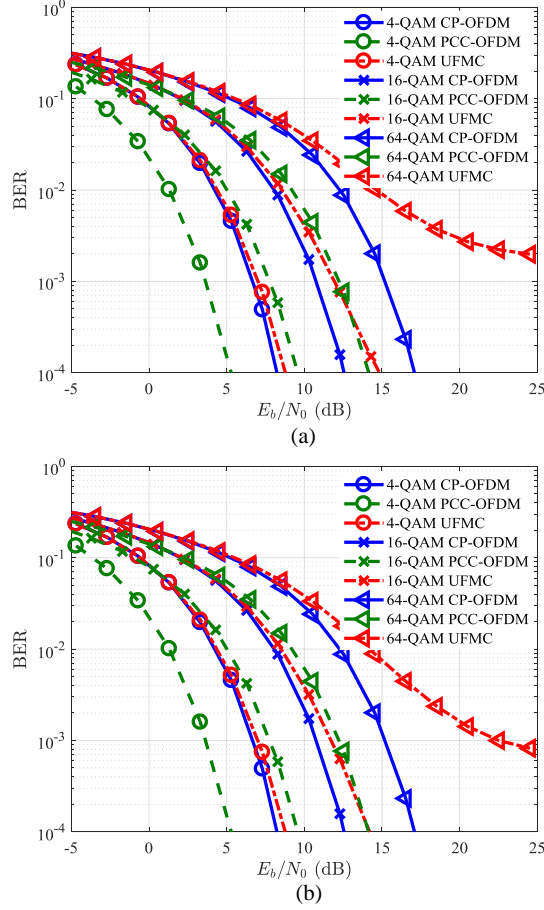 10^0
10^-1
10^-2
10^-3
10^-4
BER
-5 0 5 10 15 20 25
E_b/N_0 (dB)
4-QAM CP-OFDM
4-QAM PCC-OFDM
4-QAM UFMC
16-QAM CP-OFDM
16-QAM PCC-OFDM
16-QAM UFMC
64-QAM CP-OFDM
64-QAM PCC-OFDM
64-QAM UFMC
(a)
10^0
10^-1
10^-2
10^-3
10^-4
BER
-5 0 5 10 15 20 25
E_b/N_0 (dB)
4-QAM CP-OFDM
4-QAM PCC-OFDM
4-QAM UFMC
16-QAM CP-OFDM
16-QAM PCC-OFDM
16-QAM UFMC
64-QAM CP-OFDM
64-QAM PCC-OFDM
64-QAM UFMC
(b)